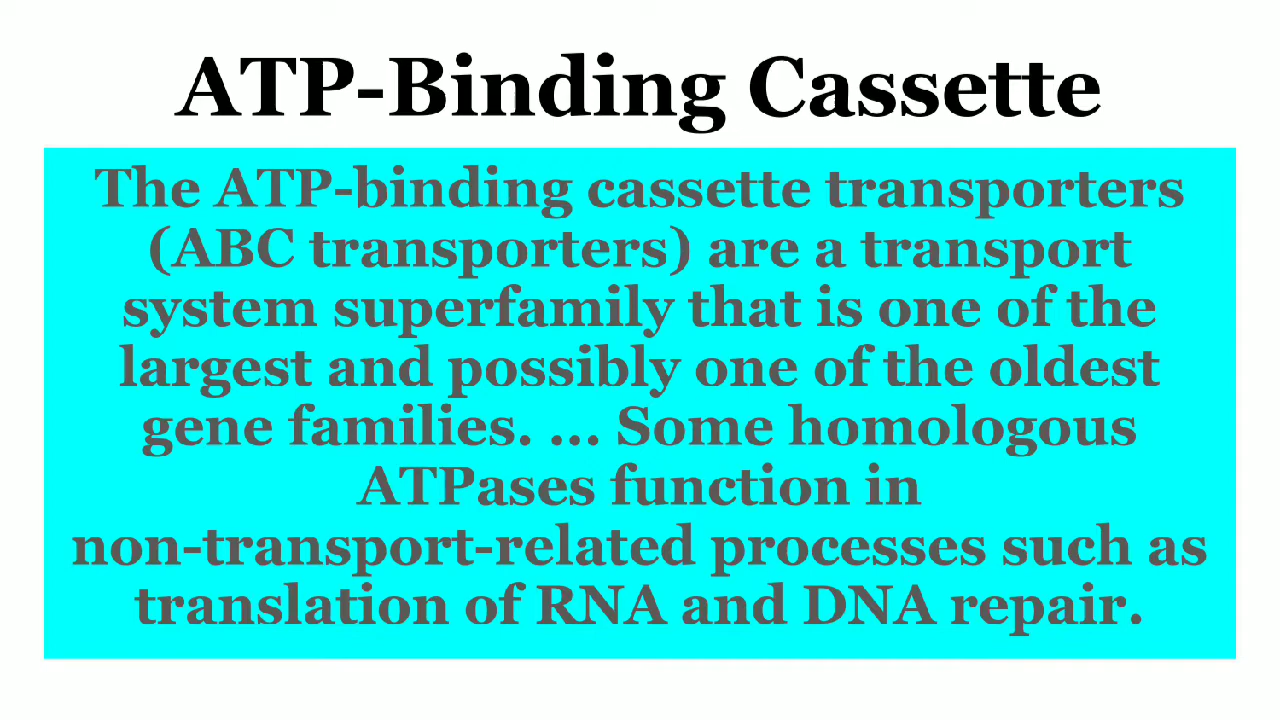 ATP-Binding Cassette
The ATP-binding cassette transporters
(ABC transporters) are a transport
system superfamily that is one of the
largest and possibly one of the oldest
gene families. ... Some homologous
ATPases function in
non-transport-related processes such as
translation of RNA and DNA repair.